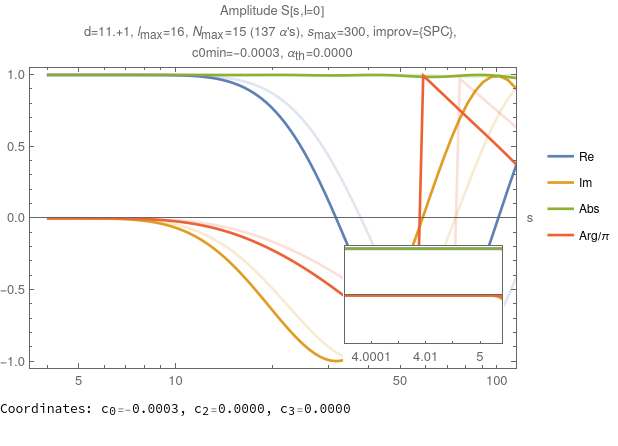 Amplitude S[s,l=0]
d=11.+1, lmax=16, Nmax=15 (137 α's), smax=300, improv={SPC},
c0min=-0.0003, αth=0.0000
1.0
0.5
0.0
-0.5
-1.0
5
10
50
100
s
4.0001
4.01
5
Re
Im
Abs
Arg/π
Coordinates: c0=-0.0003, c2=0.0000, c3=0.0000